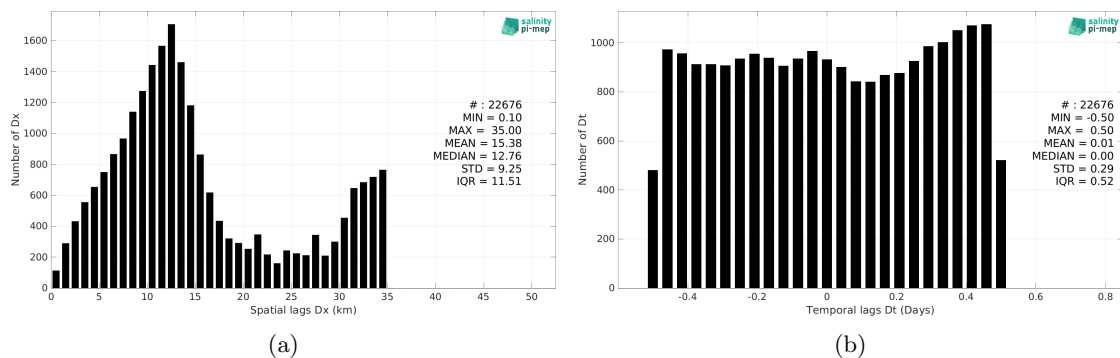 salinity
pi-mep
Number of Dx
1600
1400
1200
1000
800
600
400
200
0
# : 22676
MIN = 0.10
MAX = 35.00
MEAN = 15.38
MEDIAN = 12.76
STD = 9.25
IQR = 11.51
0 5 10 15 20 25 30 35 40 45 50
Spatial lags Dx (km)
(a)
salinity
pi-mep
Number of Dt
1000
800
600
400
200
0
# : 22676
MIN = -0.50
MAX = 0.50
MEAN = 0.01
MEDIAN = 0.00
STD = 0.29
IQR = 0.52
-0.4 -0.2 0 0.2 0.4 0.6 0.8
Temporal lags Dt (Days)
(b)